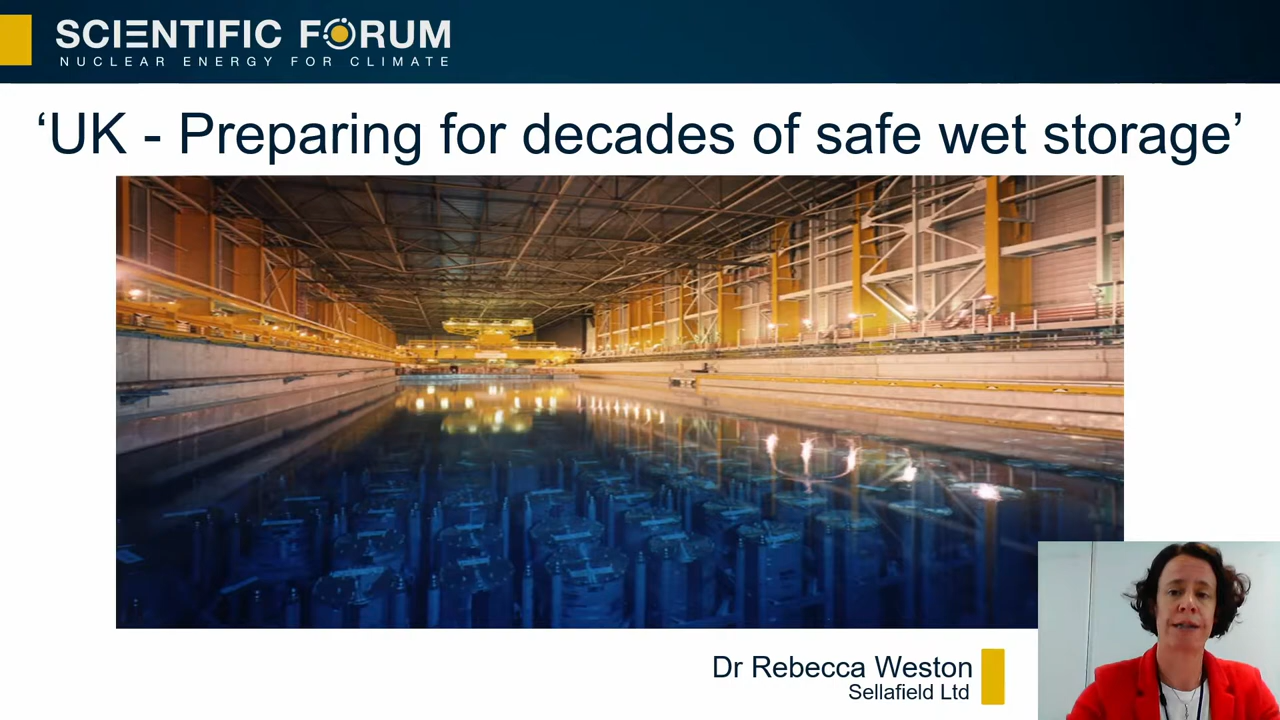 SCIENTIFIC FORUM
NUCLEAR ENERGY FOR CLIMATE
‘UK - Preparing for decades of safe wet storage’
Dr Rebecca Weston
Sellafield Ltd